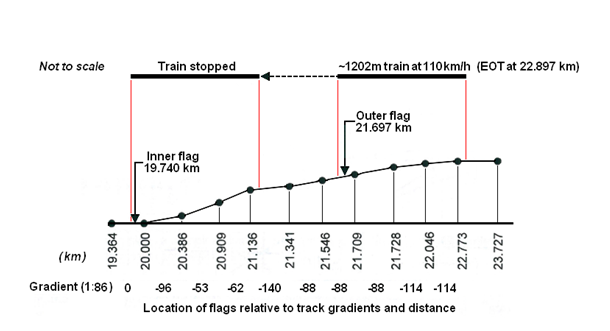 Not to scale
Train stopped
~1202m train at 110km/h (EOT at 22.897 km)
Outer flag
21.697 km
Inner flag
19.740 km
(km)
19.364
20.000
20.386
20.909
21.136
21.341
21.546
21.709
21.728
22.046
22.773
23.727
Gradient (1:86) 0 -96 -53 -62 -140 -88 -88 -88 -114 -114
Location of flags relative to track gradients and distance